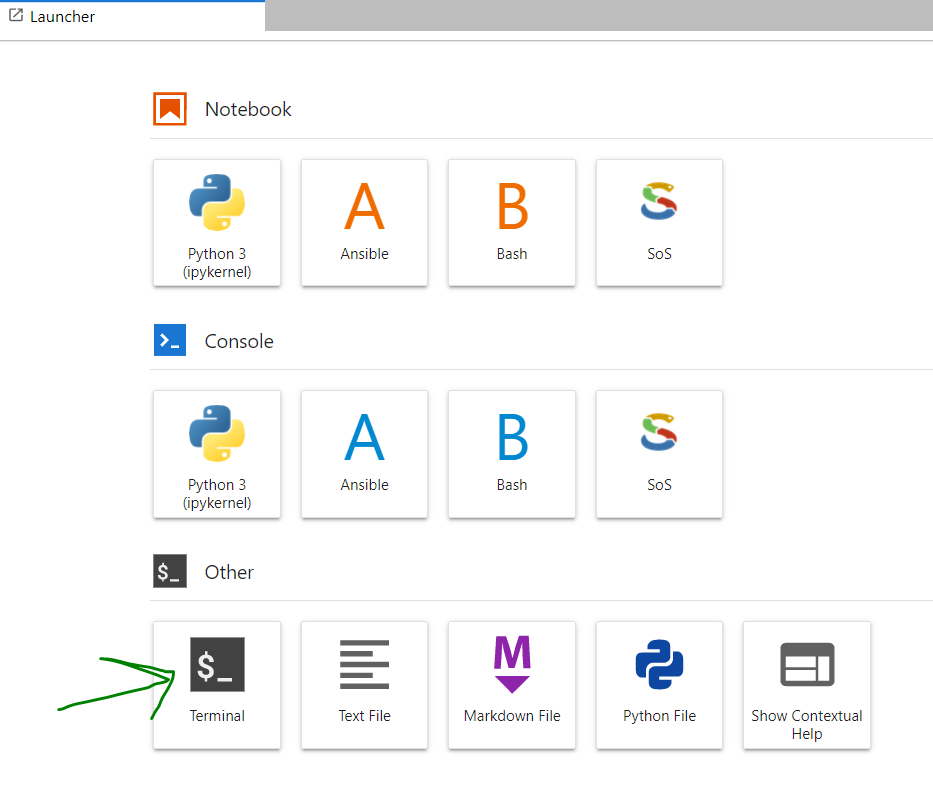 Launcher
Notebook
Python 3
(ipykernel)
Ansible
Bash
SoS
Console
Python 3
(ipykernel)
Ansible
Bash
SoS
$_ Other
$_
Terminal
Text File
Markdown File
Python File
Show Contextual
Help